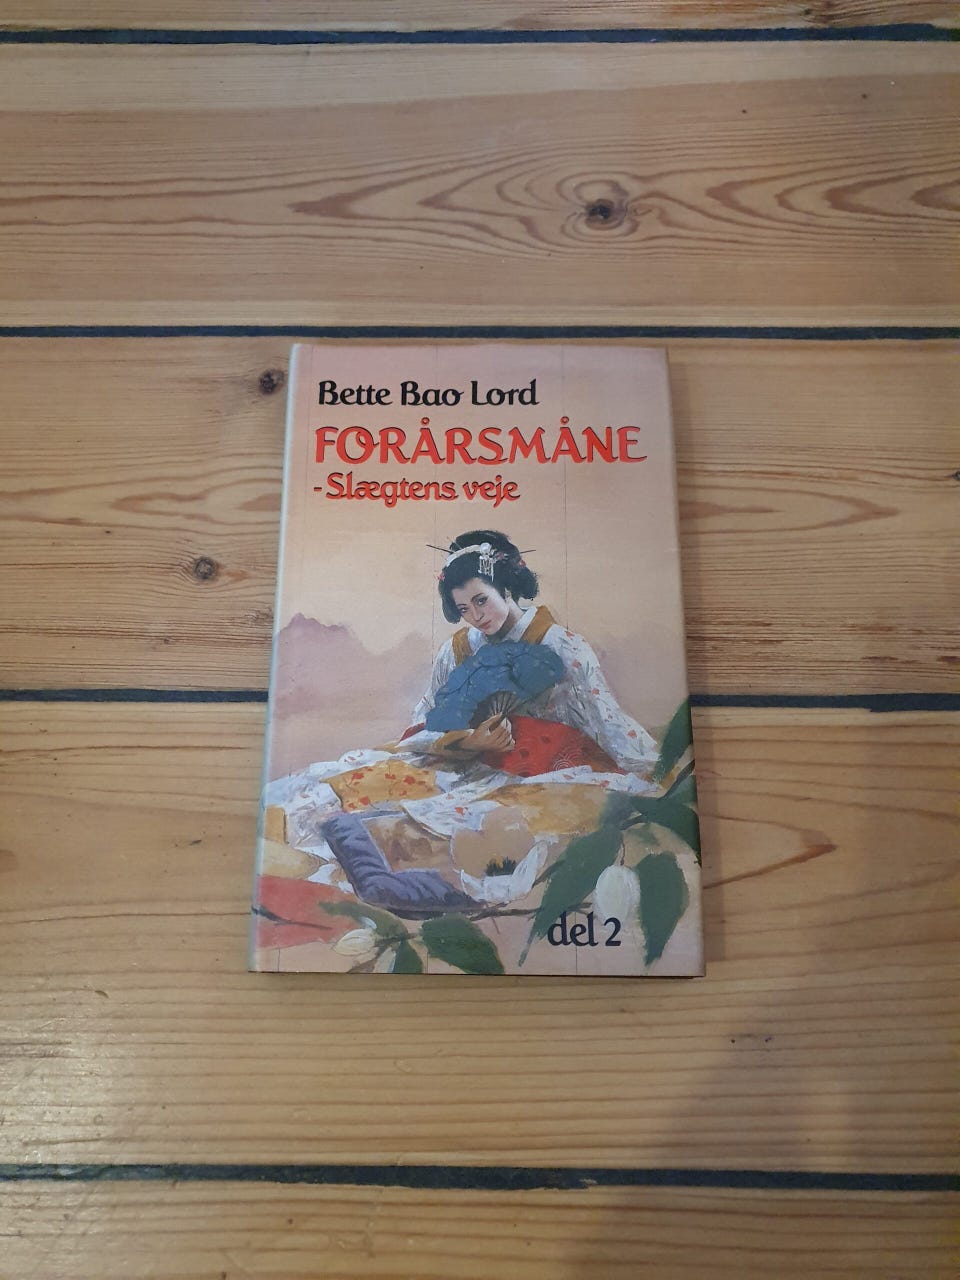 Bette Bao Lord
FORÅRSMÅNE
-Slægtens veje
del 2